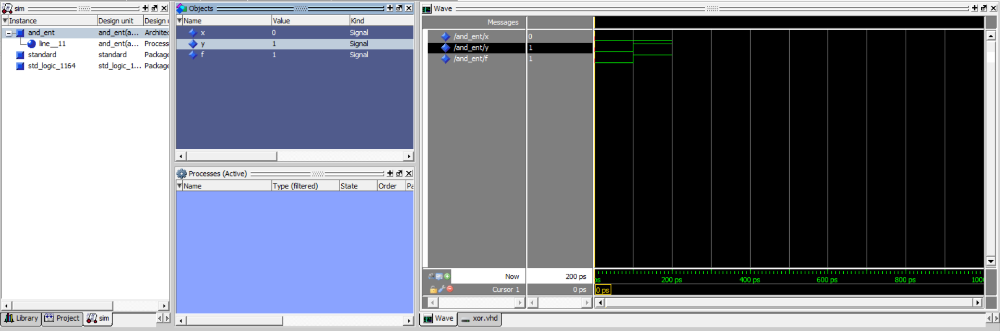 sim
Instance Design unit Design
and_ent and_ent(a... Architec
line__11 and_ent(a... Process
standard standard Package
std_logic_1164 std_logic_1... Package
Library Project sim
Objects
Name Value Kind
x 0 Signal
y 1 Signal
f 1 Signal
Processes (Active)
Name Type (filtered) State Order Pa
Wave
Messages
/and_ent/x 0
/and_ent/y 1
/and_ent/f 1
Now 200 ps
Cursor 1 0 ps
ps 200 ps 400 ps 600 ps 800 ps 1000
0 ps
Wave xor.vhd